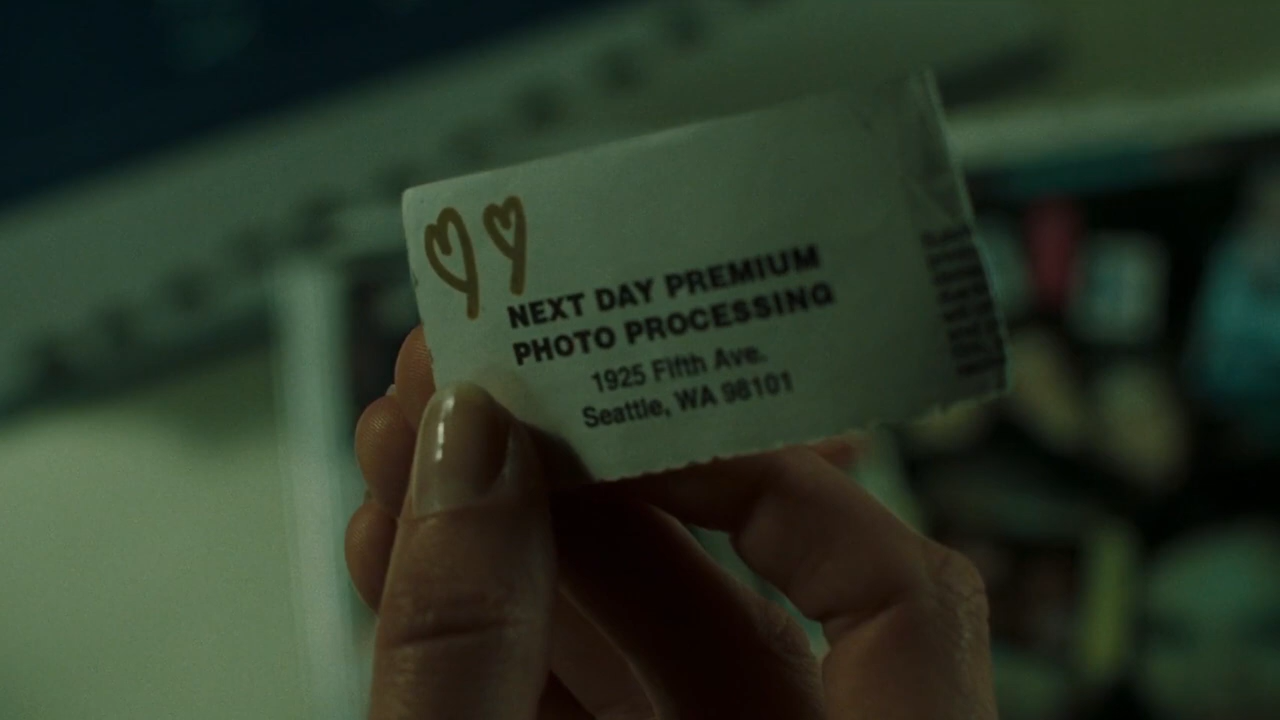 NEXT DAY PREMIUM
PHOTO PROCESSING
1925 Fifth Ave.
Seattle, WA 98101